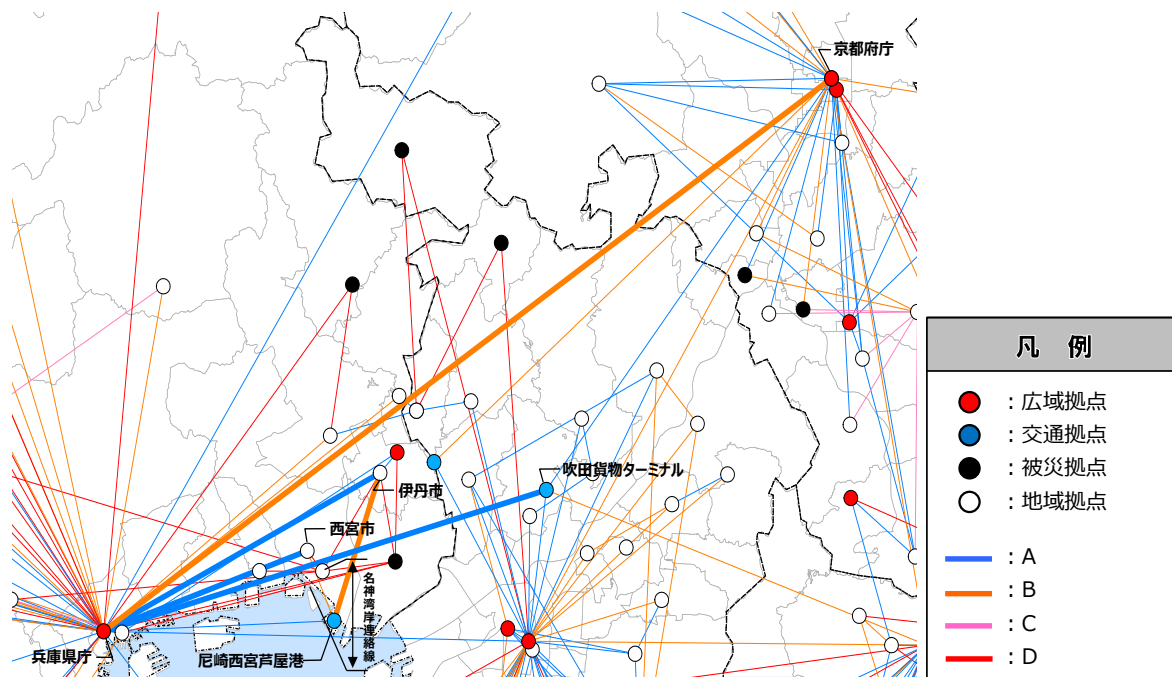 京都府庁
吹田貨物ターミナル
伊丹市
西宮市
名神湾岸連絡線
兵庫県庁
尼崎西宮芦屋港
凡 例
：広域拠点
：交通拠点
：被災拠点
：地域拠点
：A
：B
：C
：D